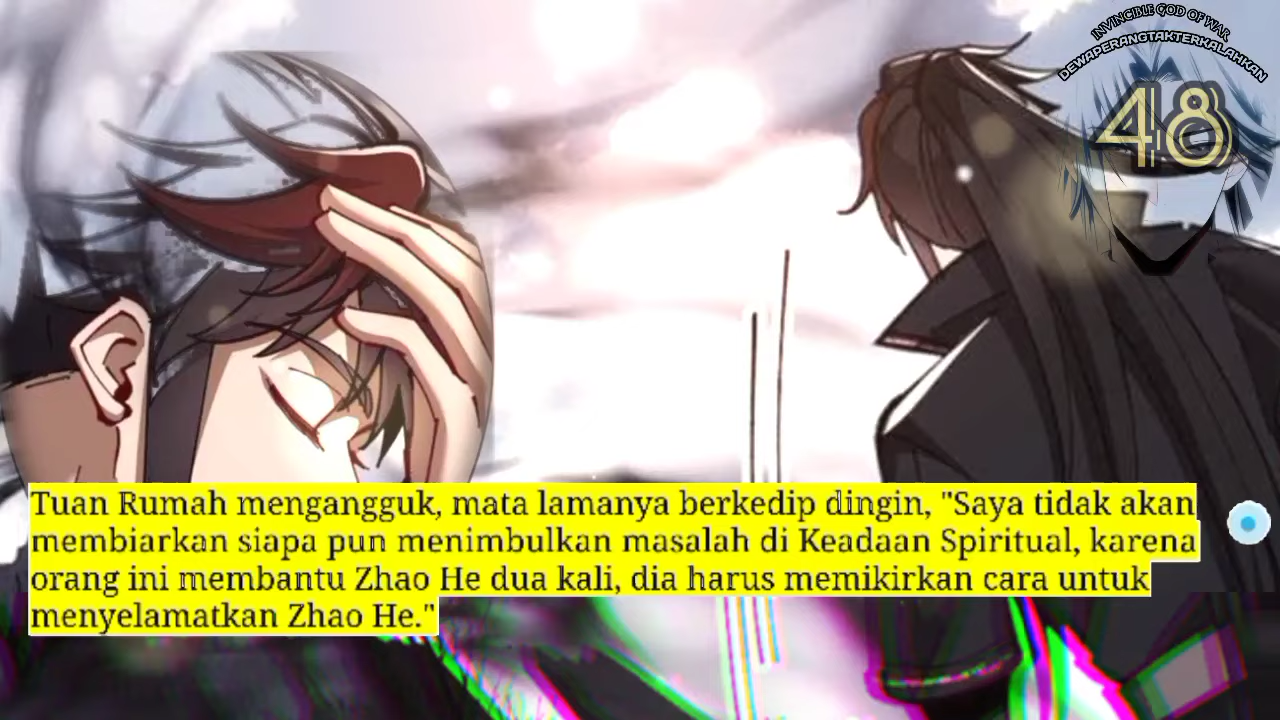 INVINCIBLE GOD OF WAR
DEWAPERANGTAKTERKALAHKAN
48
Tuan Rumah mengangguk, mata lamanya berkedip dingin, "Saya tidak akan
membiarkan siapa pun menimbulkan masalah di Keadaan Spiritual, karena
orang ini membantu Zhao He dua kali, dia harus memikirkan cara untuk
menyelamatkan Zhao He."